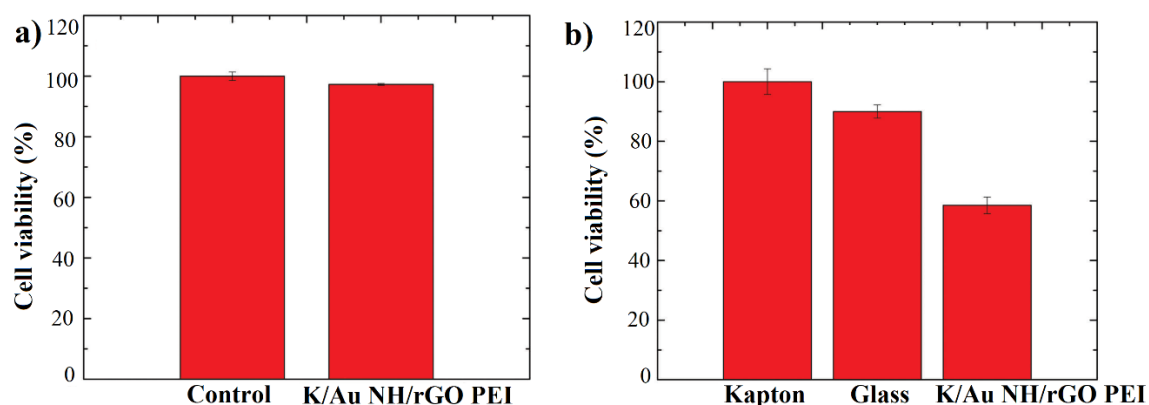 a)
Cell viability (%)
120
100
80
60
40
20
0
Control K/Au NH/rGO PEI
b)
Cell viability (%)
120
100
80
60
40
20
0
Kapton Glass K/Au NH/rGO PEI